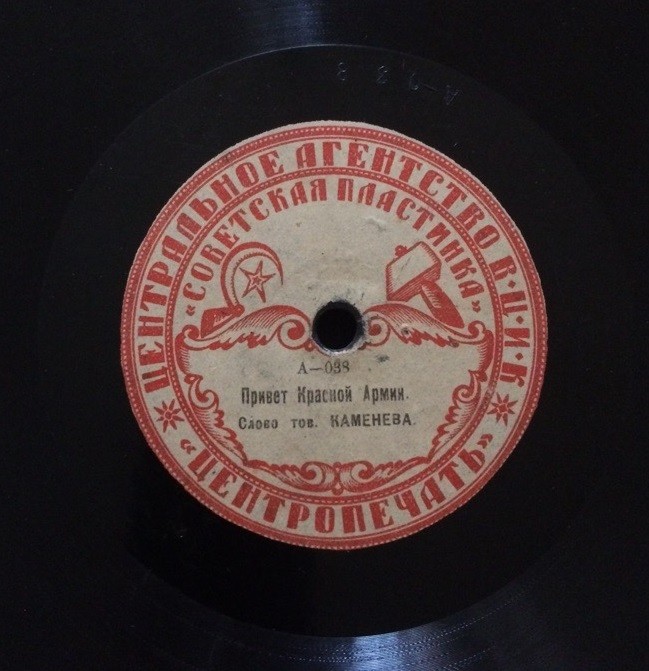 ЦЕНТРАЛЬНОЕ АГЕНТСТВО В·Ц·И·К
«СОВЕТСКАЯ ПЛАСТИНКА»
А—038
Привет Красной Армии.
Слово тов. КАМЕНЕВА.
«ЦЕНТРОПЕЧАТЬ»